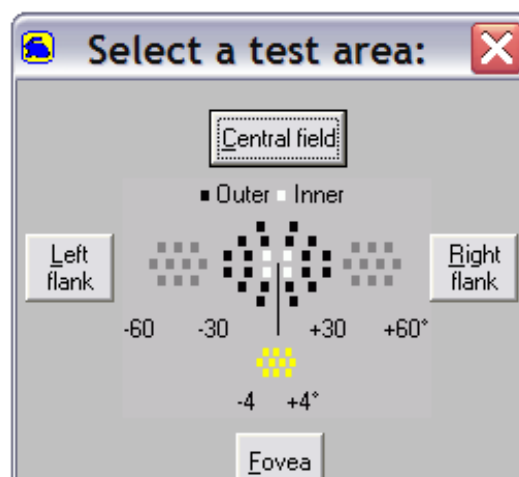 Select a test area:
Central field
Outer Inner
Left
flank
Right
flank
-60 -30 +30 +60°
-4 +4°
Fovea